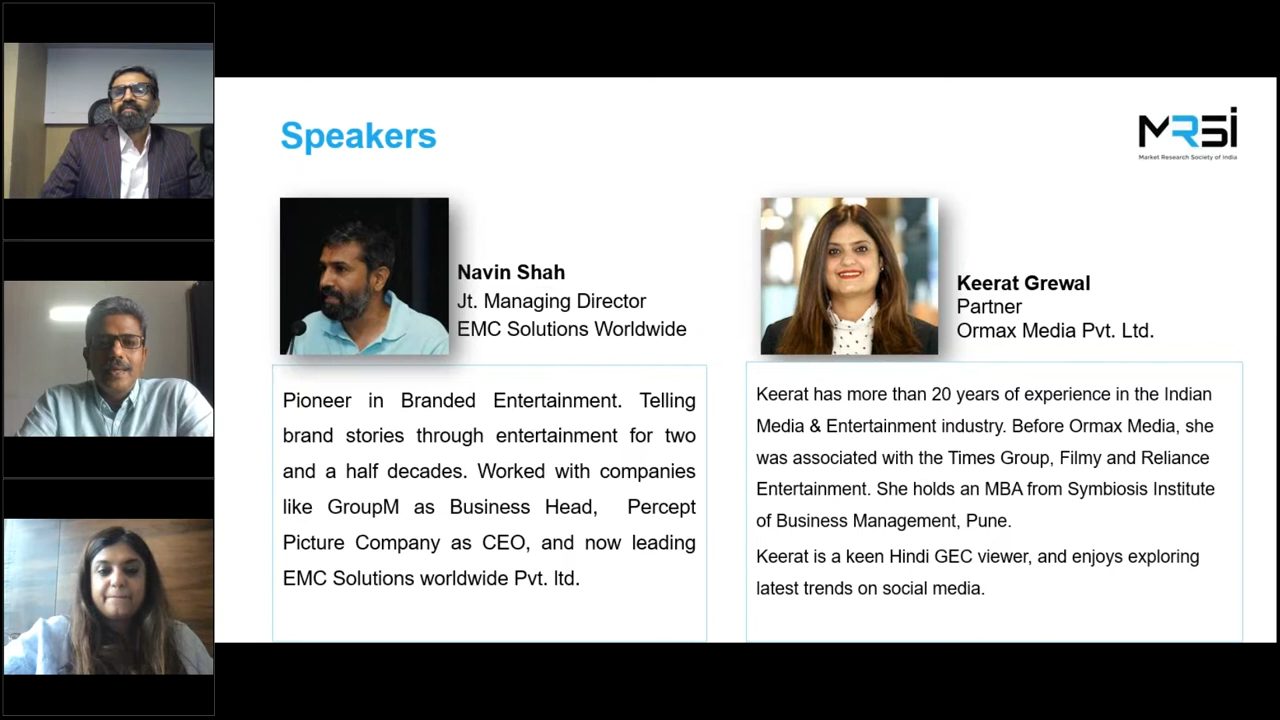 Speakers
MRSI
Market Research Society of India
Navin Shah
Jt. Managing Director
EMC Solutions Worldwide
Keerat Grewal
Partner
Ormax Media Pvt. Ltd.
Pioneer in Branded Entertainment. Telling
brand stories through entertainment for two
and a half decades. Worked with companies
like GroupM as Business Head, Percept
Picture Company as CEO, and now leading
EMC Solutions worldwide Pvt. ltd.
Keerat has more than 20 years of experience in the Indian
Media & Entertainment industry. Before Ormax Media, she
was associated with the Times Group, Filmy and Reliance
Entertainment. She holds an MBA from Symbiosis Institute
of Business Management, Pune.
Keerat is a keen Hindi GEC viewer, and enjoys exploring
latest trends on social media.